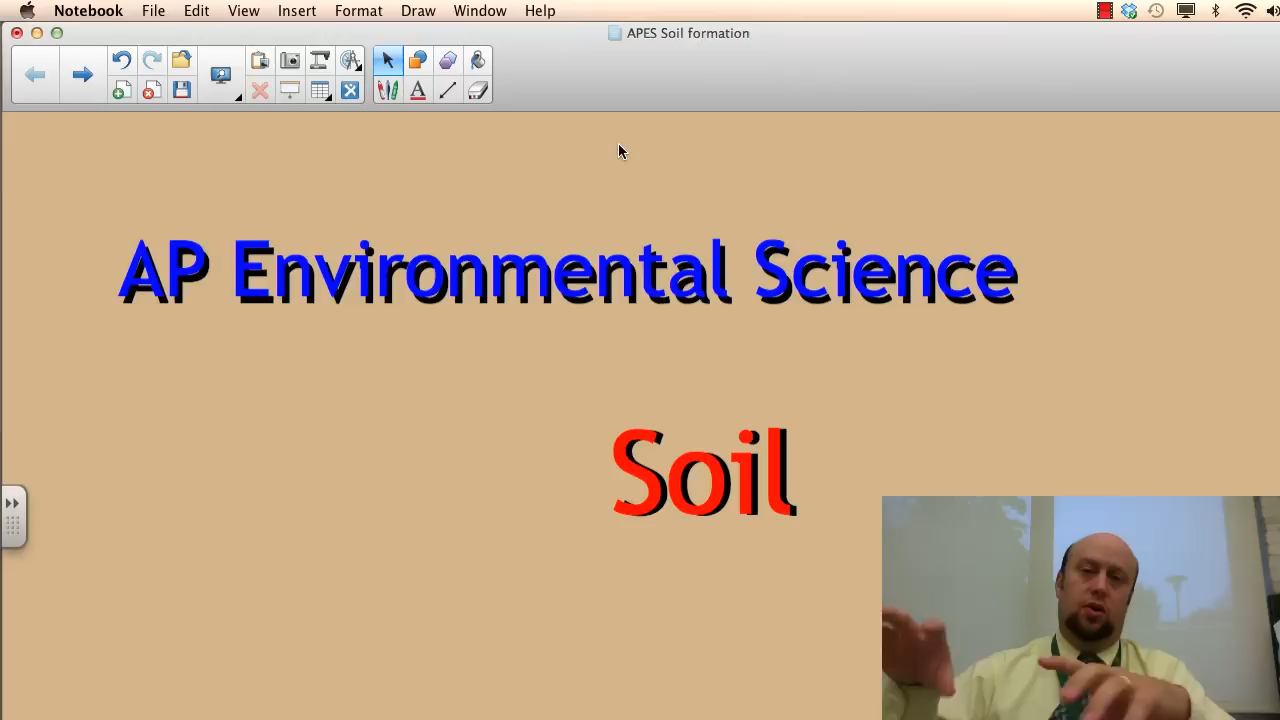 Notebook File Edit View Insert Format Draw Window Help
APES Soil formation
A
AP Environmental Science
Soil